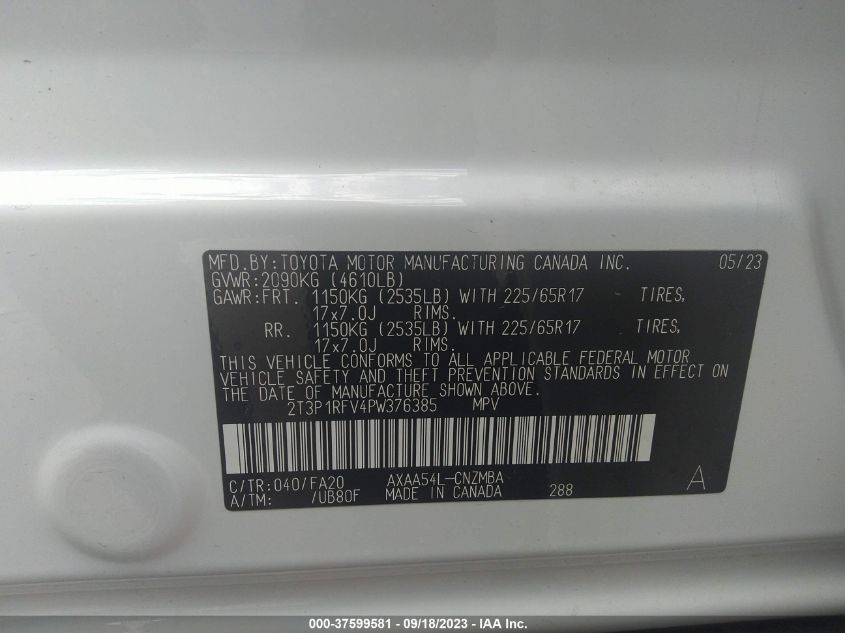 MFD.BY:TOYOTA MOTOR MANUFACTURING CANADA INC. 05/23
GVWR:2090KG (4610LB)
GAWR:FRT. 1150KG (2535LB) WITH 225/65R17 TIRES,
17x7.0J RIMS.
RR. 1150KG (2535LB) WITH 225/65R17 TIRES,
17x7.0J RIMS.
THIS VEHICLE CONFORMS TO ALL APPLICABLE FEDERAL MOTOR
VEHICLE SAFETY AND THEFT PREVENTION STANDARDS IN EFFECT ON
THE DATE OF MANUFACTURE SHOWN ABOVE.
2T3P1RFV4PW376385 MPV
C/TR:040/FA20 AXAA54L-CNZMBA
A/TM: /UB80F MADE IN CANADA 288 A
000-37599581 - 09/18/2023 - IAA Inc.